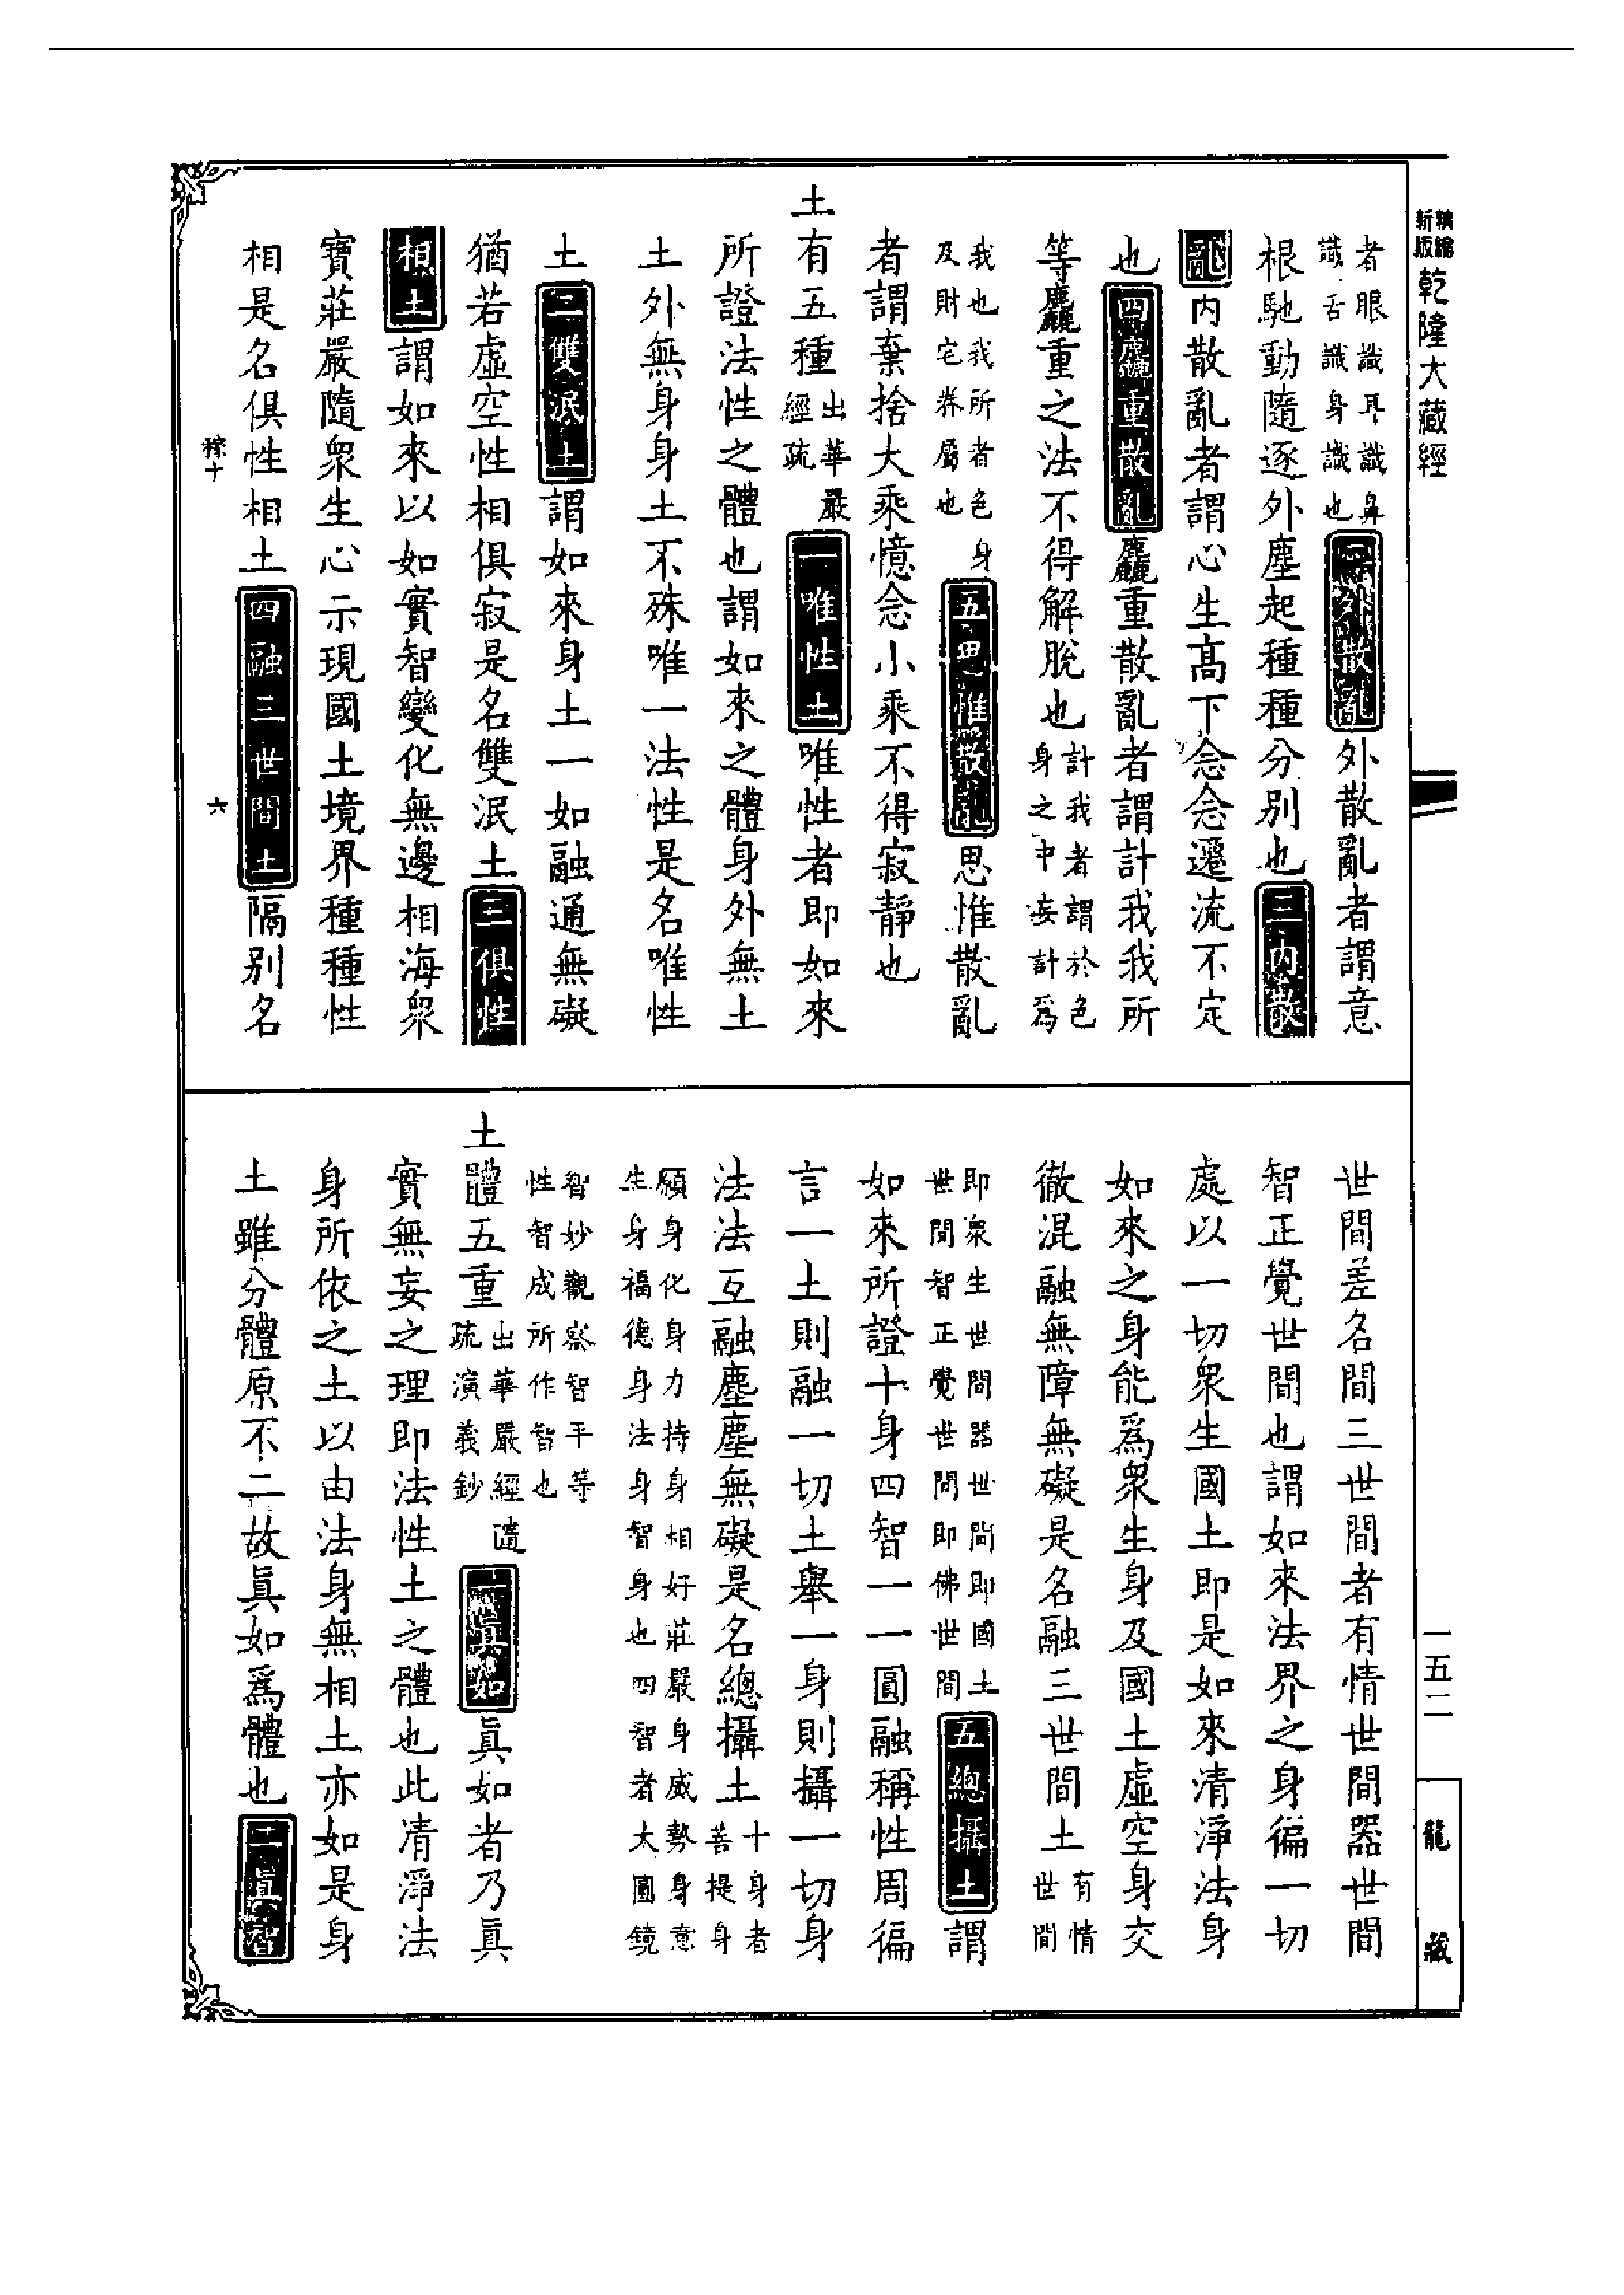 精縮
新版
乾隆大藏經
者眼識耳識鼻
識舌識身識也
二外散亂外散亂者謂意
根馳動隨逐外塵起種種分別也三內散
亂內散亂者謂心生高下念念遷流不定
也四麤重散亂麤重散亂者謂計我我所
等麤重之法不得解脫也
計我者謂於色
身之中妄計爲
我也我所者色身
及財宅眷屬也
五思惟散亂思惟散亂
者謂棄捨大乘憶念小乘不得寂靜也
土有五種
出華嚴
經疏
一唯性土唯性者即如來
所證法性之體也謂如來之體身外無土
土外無身身土不殊唯一法性是名唯性
土二雙泯土謂如來身土一如融通無礙
猶若虛空性相俱寂是名雙泯土三俱性
相土謂如來以如實智變化無邊相海衆
寶莊嚴隨衆生心示現國土境界種種性
相是名俱性相土四融三世間土隔別名
稼十
六
世間差名間三世間者有情世間器世間
智正覺世間也謂如來法界之身徧一切
處以一切衆生國土即是如來清淨法身
如來之身能爲衆生身及國土虛空身交
徹混融無障無礙是名融三世間土
有情
世間
即衆生世間器世間即國土
世間智正覺世間即佛世間
五總攝土謂
如來所證十身四智一一圓融稱性周徧
言一土則融一切土舉一身則攝一切身
法法互融塵塵無礙是名總攝土
十身者
菩提身
願身化身力持身相好莊嚴身威勢身意
生身福德身法身智身也四智者大圓鏡
智妙觀察智平等
性智成所作智也
土體五重
出華嚴經隨
疏演義鈔
一眞如眞如者乃眞
實無妄之理即法性土之體也此清淨法
身所依之土以由法身無相土亦如是身
土雖分體原不二故眞如爲體也二眞智
一五二
龍藏